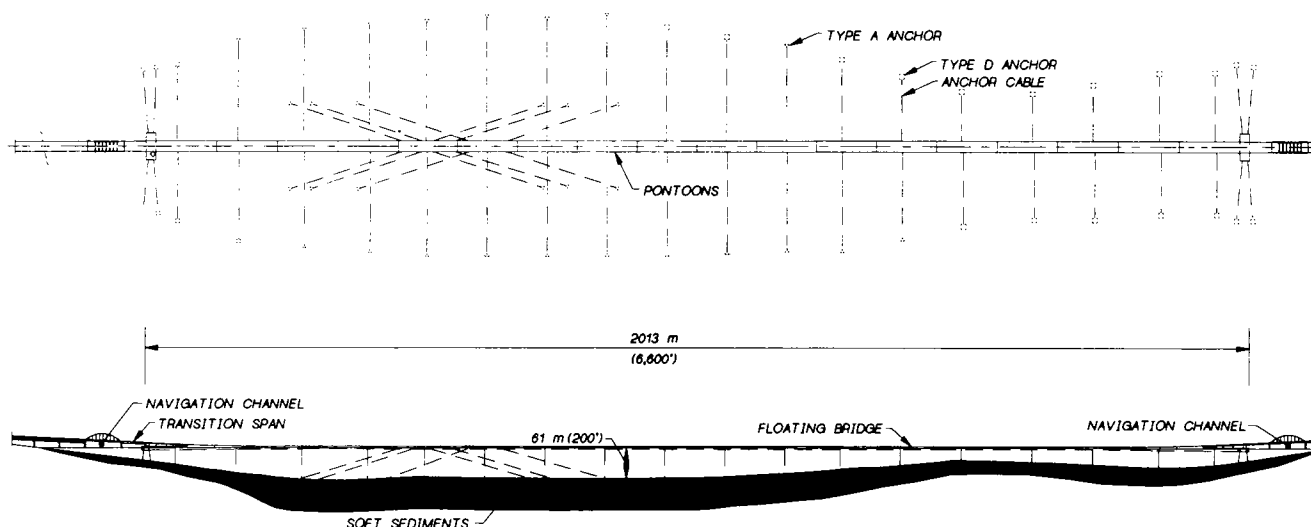 TYPE A ANCHOR
TYPE D ANCHOR
ANCHOR CABLE
PONTOONS
2013 m
(6,600')
NAVIGATION CHANNEL
TRANSITION SPAN
61 m (200')
FLOATING BRIDGE
NAVIGATION CHANNEL
SOFT SEDIMENTS